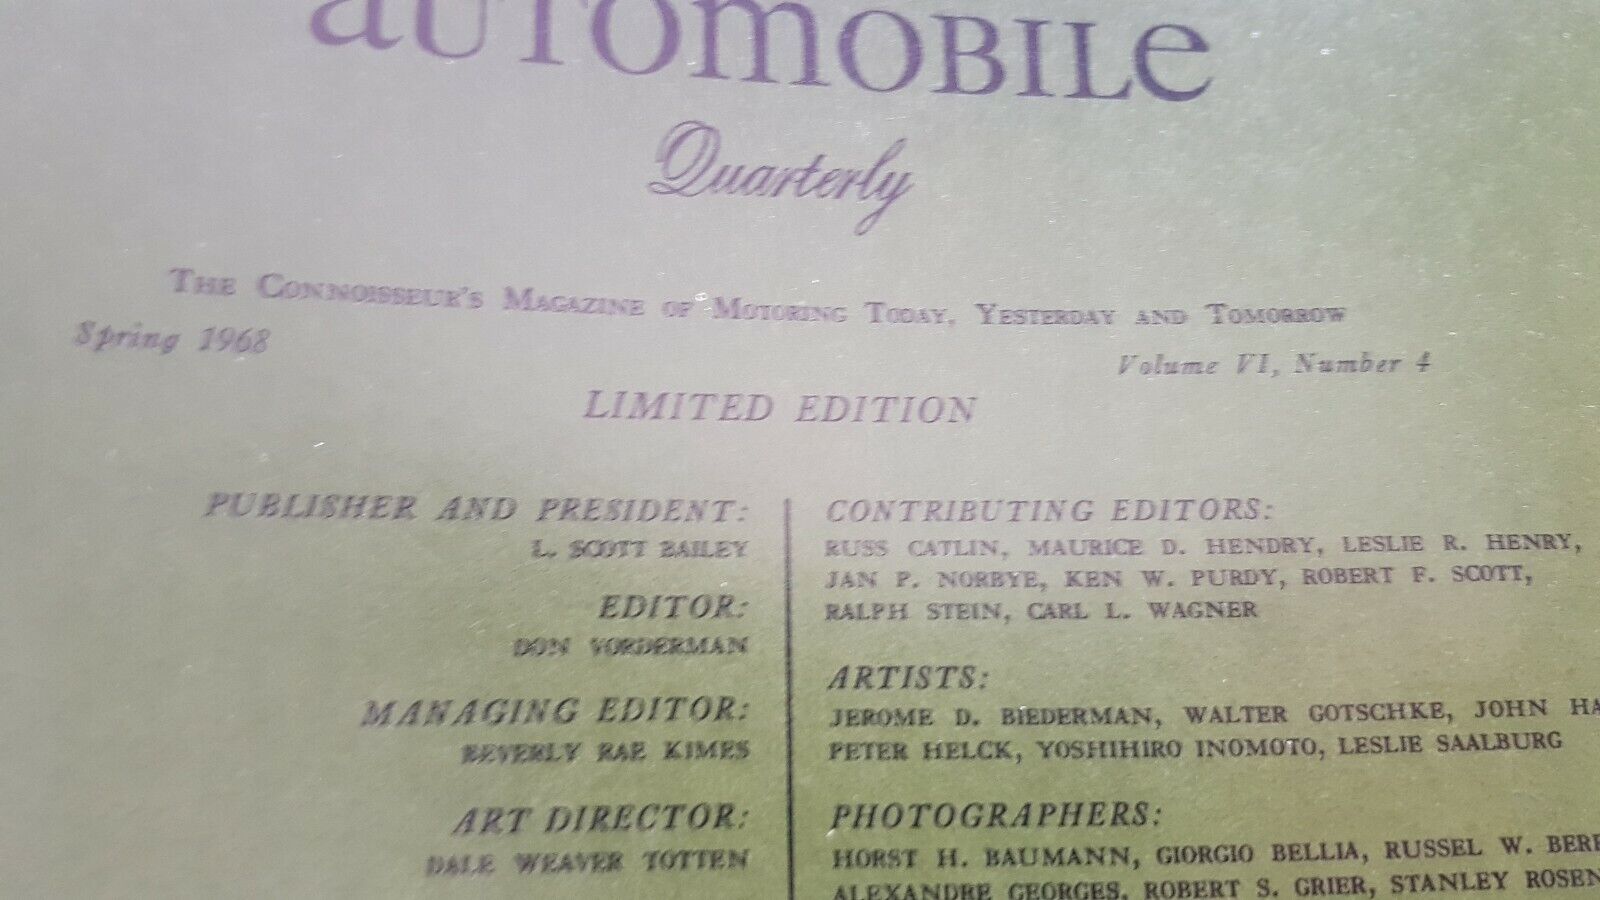 aUTOmOBILe
Quarterly
THE CONNOISSEUR'S MAGAZINE OF MOTORING TODAY, YESTERDAY AND TOMORROW
Spring 1968
Volume VI, Number 4
LIMITED EDITION
PUBLISHER AND PRESIDENT:
L. SCOTT BAILEY
EDITOR:
DON VORDERMAN
MANAGING EDITOR:
BEVERLY RAE KIMES
ART DIRECTOR:
DALE WEAVER TOTTEN
CONTRIBUTING EDITORS:
RUSS CATLIN, MAURICE D. HENDRY, LESLIE R. HENRY,
JAN P. NORBYE, KEN W. PURDY, ROBERT F. SCOTT,
RALPH STEIN, CARL L. WAGNER
ARTISTS:
JEROME D. BIEDERMAN, WALTER GOTSCHKE, JOHN HA
PETER HELCK, YOSHIHIRO INOMOTO, LESLIE SAALBURG
PHOTOGRAPHERS:
HORST H. BAUMANN, GIORGIO BELLIA, RUSSEL W. BERE
ALEXANDRE GEORGES, ROBERT S. GRIER, STANLEY ROSEN